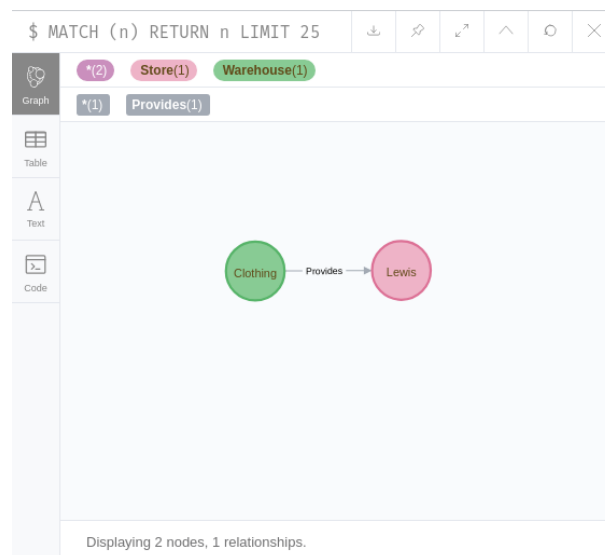 $ MATCH (n) RETURN n LIMIT 25
*(2) Store(1) Warehouse(1)
*(1) Provides(1)
Graph
Table
A
Text
Code
Clothing Provides Lewis
Displaying 2 nodes, 1 relationships.